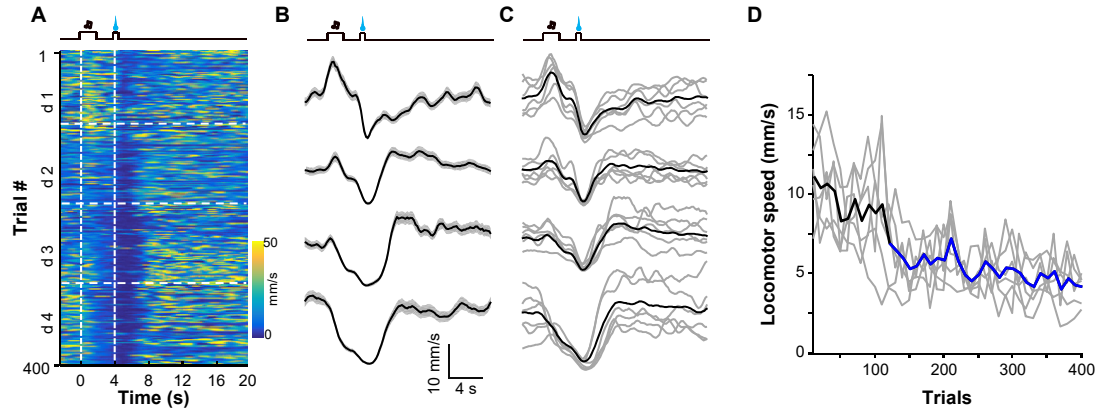 A
B
C
D
1
d 1
d 2
d 3
d 4
400
Trial #
0 4 8 12 16 20
Time (s)
50
mm/s
0
10 mm/s
4 s
15
10
5
0
Locomotor speed (mm/s)
0 100 200 300 400
Trials